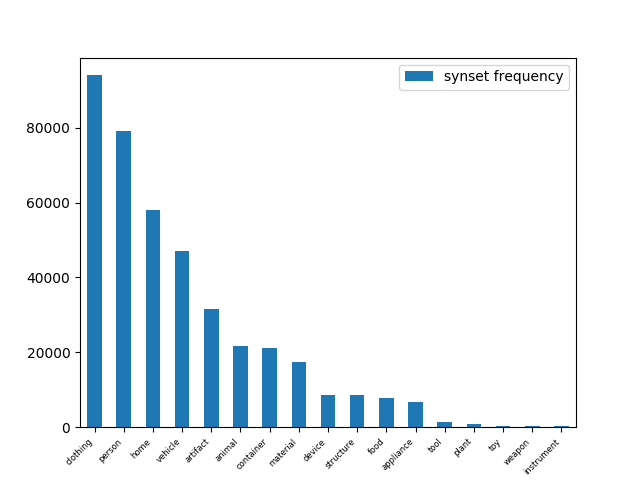 synset frequency
80000
60000
40000
20000
0
clothing
person
home
vehicle
artifact
animal
container
material
device
structure
food
appliance
tool
plant
toy
weapon
instrument